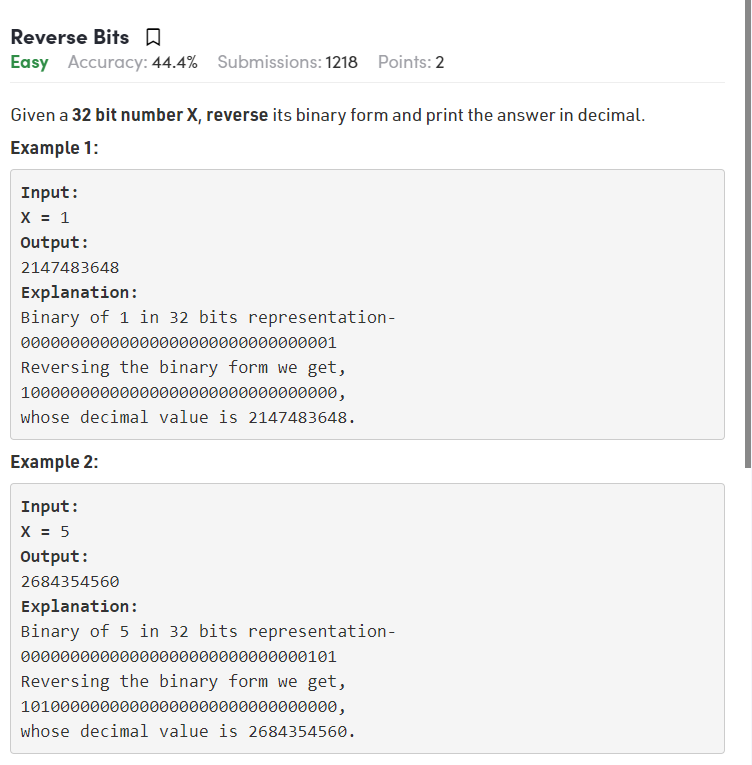 Reverse Bits
Easy Accuracy: 44.4% Submissions: 1218 Points: 2
Given a 32 bit number X, reverse its binary form and print the answer in decimal.
Example 1:
Input:
X = 1
Output:
2147483648
Explanation:
Binary of 1 in 32 bits representation-
00000000000000000000000000000001
Reversing the binary form we get,
10000000000000000000000000000000,
whose decimal value is 2147483648.
Example 2:
Input:
X = 5
Output:
2684354560
Explanation:
Binary of 5 in 32 bits representation-
00000000000000000000000000000101
Reversing the binary form we get,
10100000000000000000000000000000,
whose decimal value is 2684354560.